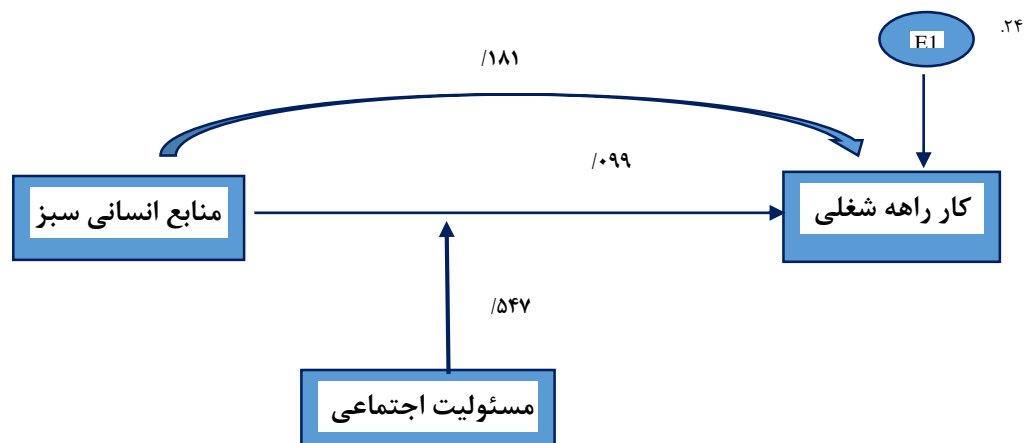 .۲۴
E1
/۱۸۱
/۰۹۹
کار راهه شغلی
منابع انسانی سبز
/۵۴۷
مسئولیت اجتماعی